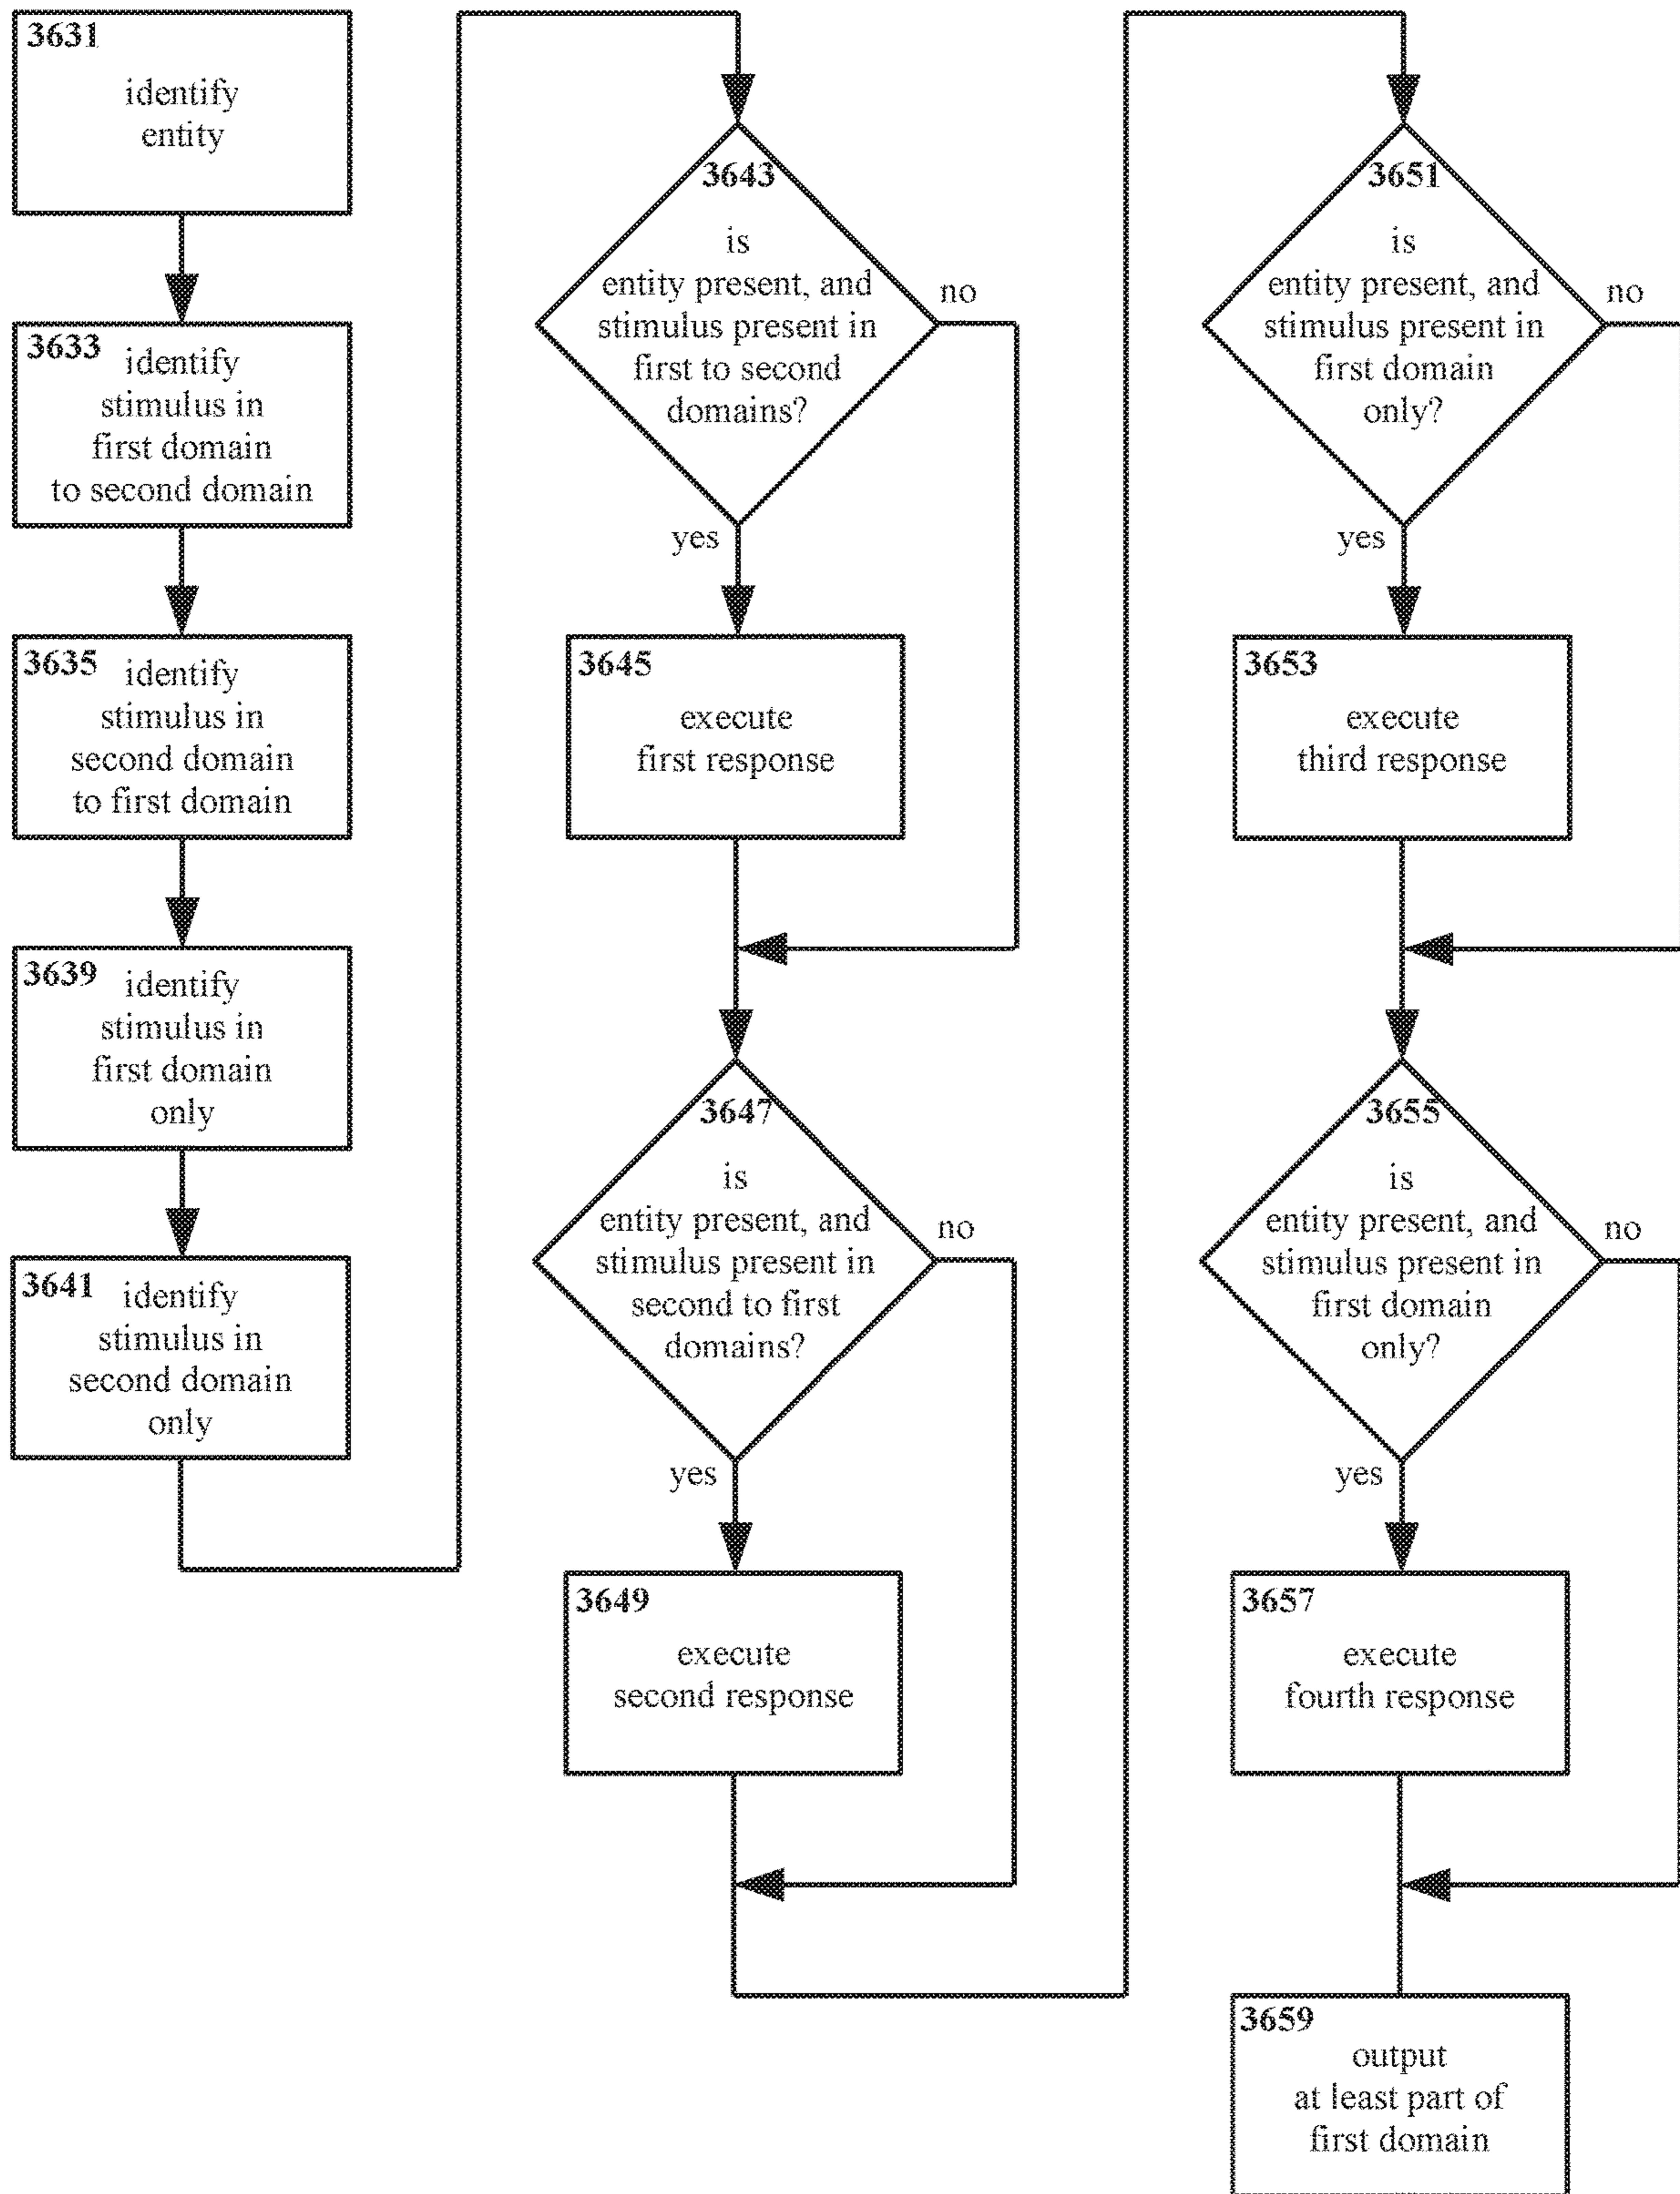 3631
identify
entity
3633
identify
stimulus in
first domain
to second domain
3635
identify
stimulus in
second domain
to first domain
3639
identify
stimulus in
first domain
only
3641
identify
stimulus in
second domain
only
3643
is
entity present, and
stimulus present in
first to second
domains?
no
yes
3645
execute
first response
3647
is
entity present, and
stimulus present in
second to first
domains?
no
yes
3649
execute
second response
3651
is
entity present, and
stimulus present in
first domain
only?
no
yes
3653
execute
third response
3655
is
entity present, and
stimulus present in
first domain
only?
no
yes
3657
execute
fourth response
3659
output
at least part of
first domain